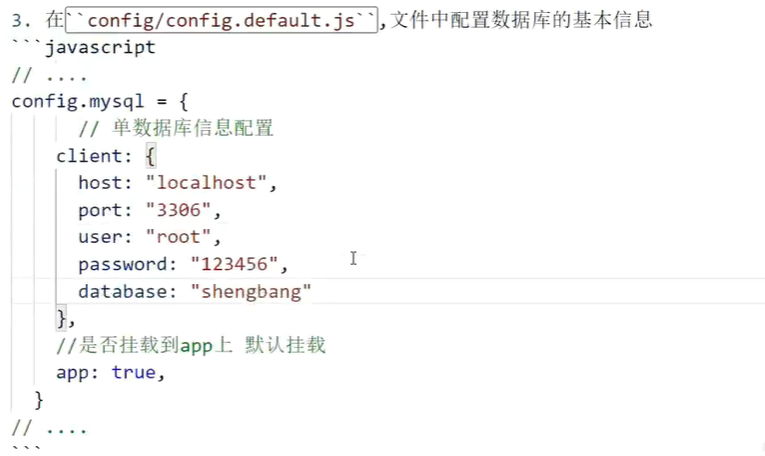 3. 在``config/config.default.js``,文件中配置数据库的基本信息
```javascript
// ....
config.mysql = {
// 单数据库信息配置
client: {
host: "localhost",
port: "3306",
user: "root",
password: "123456",
database: "shengbang"
},
//是否挂载到app上 默认挂载
app: true,
}
// ....
```